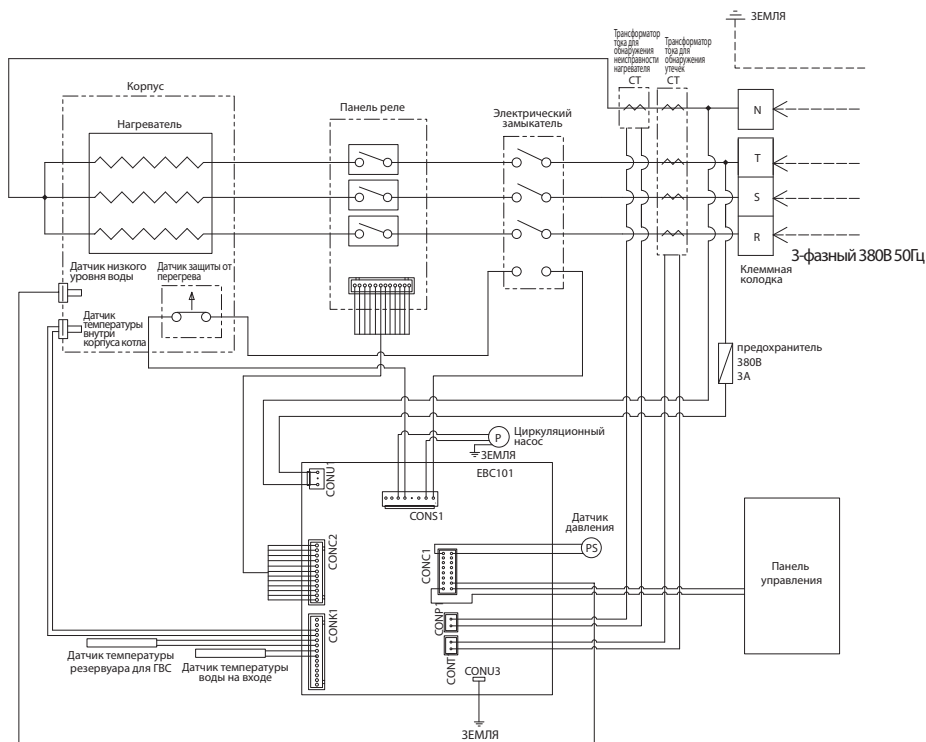 ЗЕМЛЯ
Трансформатор
тока для
обнаружения
неисправности
нагревателя
CT
Трансформатор
тока для
обнаружения
утечек
CT
Корпус
Нагреватель
Панель реле
Электрический
замыкатель
N
T
S
R
3-фазный 380В 50Гц
Клеммная
колодка
Датчик низкого
уровня воды
Датчик защиты от
перегрева
Датчик
температуры
внутри
корпуса котла
предохранитель
380В
3А
P
Циркуляционный
насос
ЗЕМЛЯ
EBC101
CONU1
CONS1
Датчик
давления
PS
CONC2
CONC1
Панель
управления
CONK1
CONP1
CONT1
Датчик температуры
резервуара для ГВС
Датчик температуры
воды на входе
CONU3
ЗЕМЛЯ